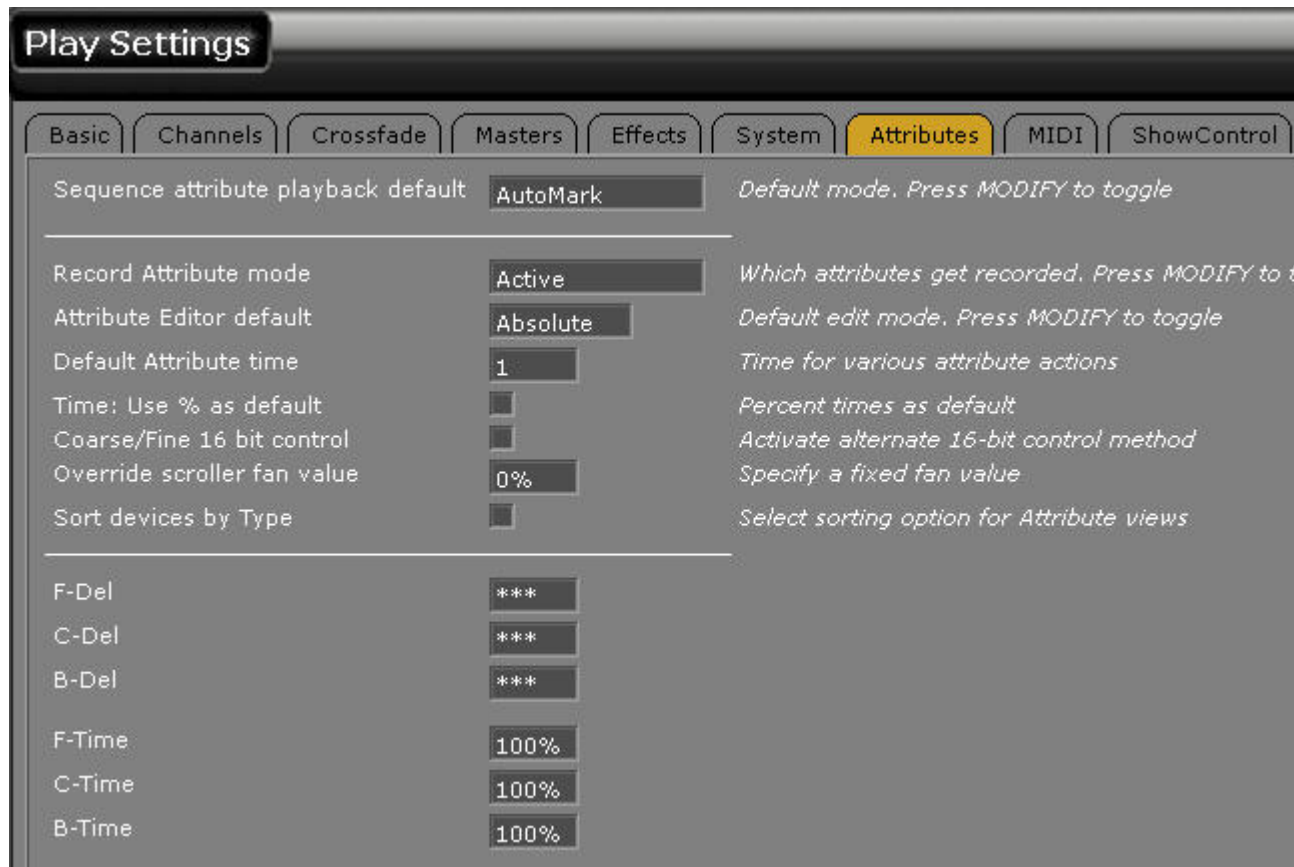 Play Settings
Basic Channels Crossfade Masters Effects System Attributes MIDI ShowControl
Sequence attribute playback default AutoMark Default mode. Press MODIFY to toggle
Record Attribute mode Active Which attributes get recorded. Press MODIFY to
Attribute Editor default Absolute Default edit mode. Press MODIFY to toggle
Default Attribute time 1 Time for various attribute actions
Time: Use % as default Percent times as default
Coarse/Fine 16 bit control Activate alternate 16-bit control method
Override scroller fan value 0% Specify a fixed fan value
Sort devices by Type Select sorting option for Attribute views
F-Del ***
C-Del ***
B-Del ***
F-Time 100%
C-Time 100%
B-Time 100%